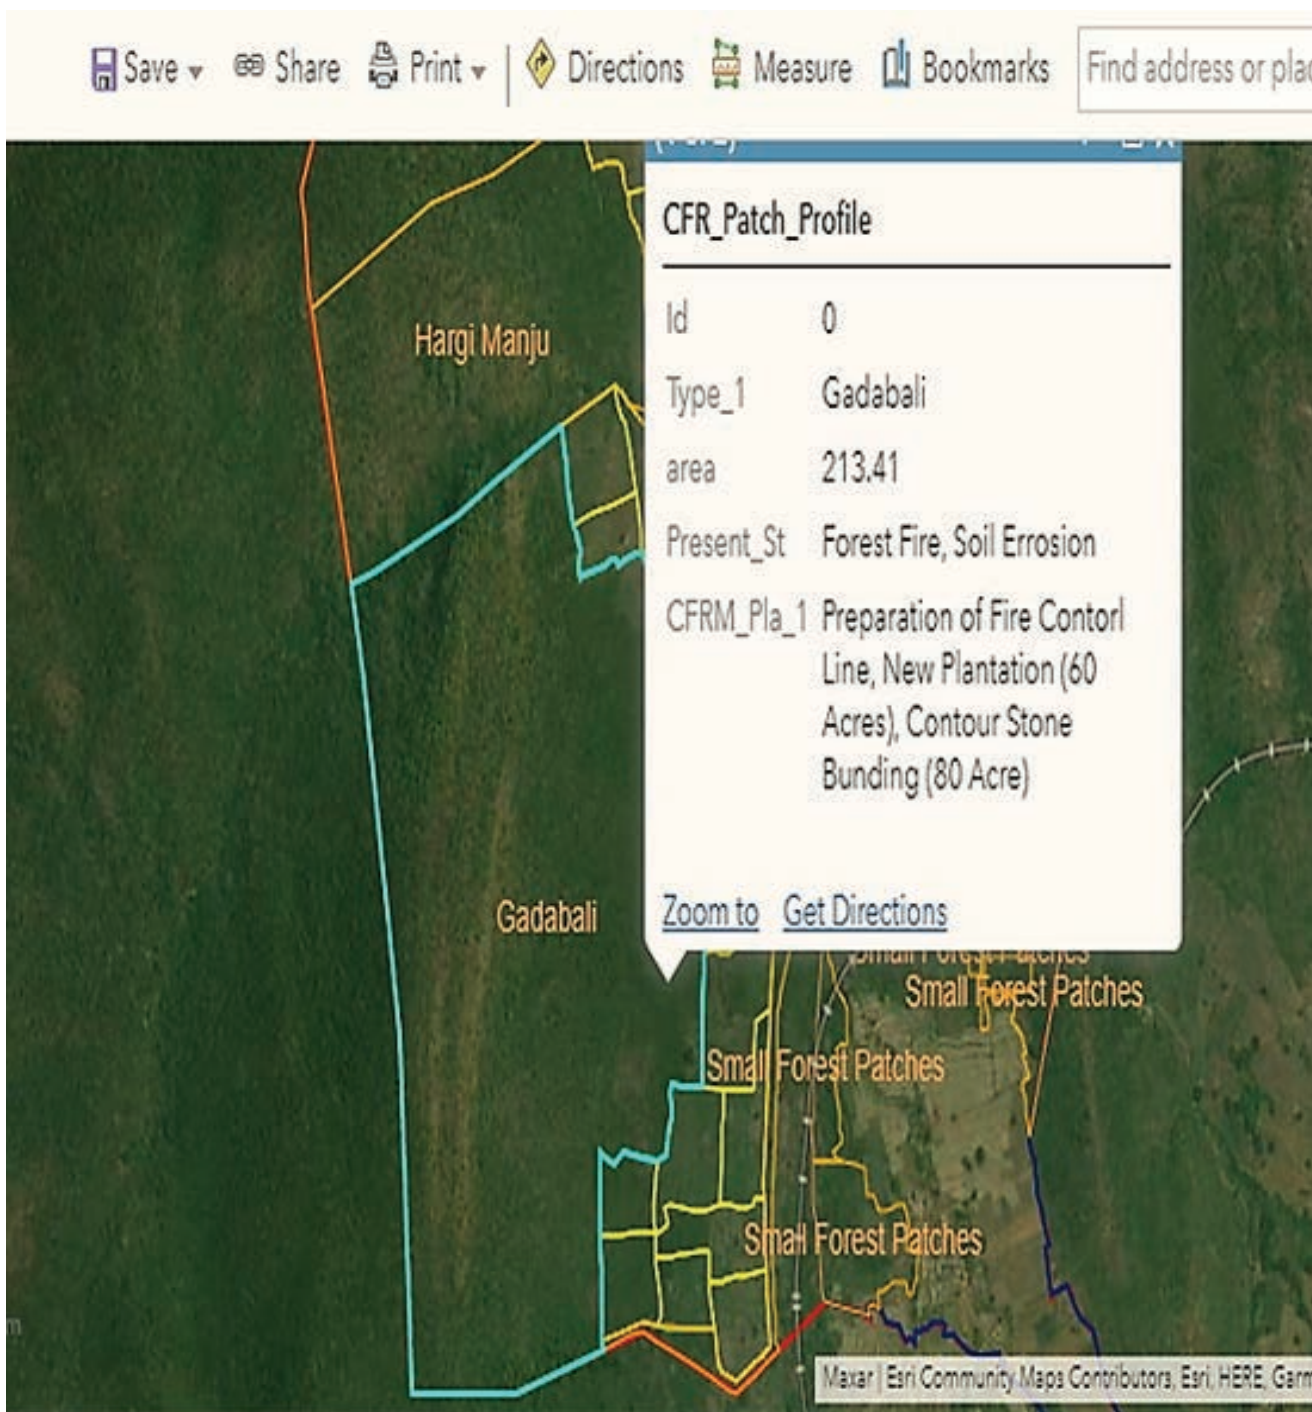 Save Share Print Directions Measure Bookmarks Find address or plac
CFR_Patch_Profile
Id 0
Type_1 Gadabali
area 213.41
Present_St Forest Fire, Soil Errosion
CFRM_Pla_1 Preparation of Fire Contorl
Line, New Plantation (60
Acres), Contour Stone
Bunding (80 Acre)
Zoom to Get Directions
Hargi Manju
Gadabali
Small Forest Patches
Small Forest Patches
Small Forest Patches
Small Forest Patches
Maxar | Esri Community Maps Contributors, Esri, HERE, Garm